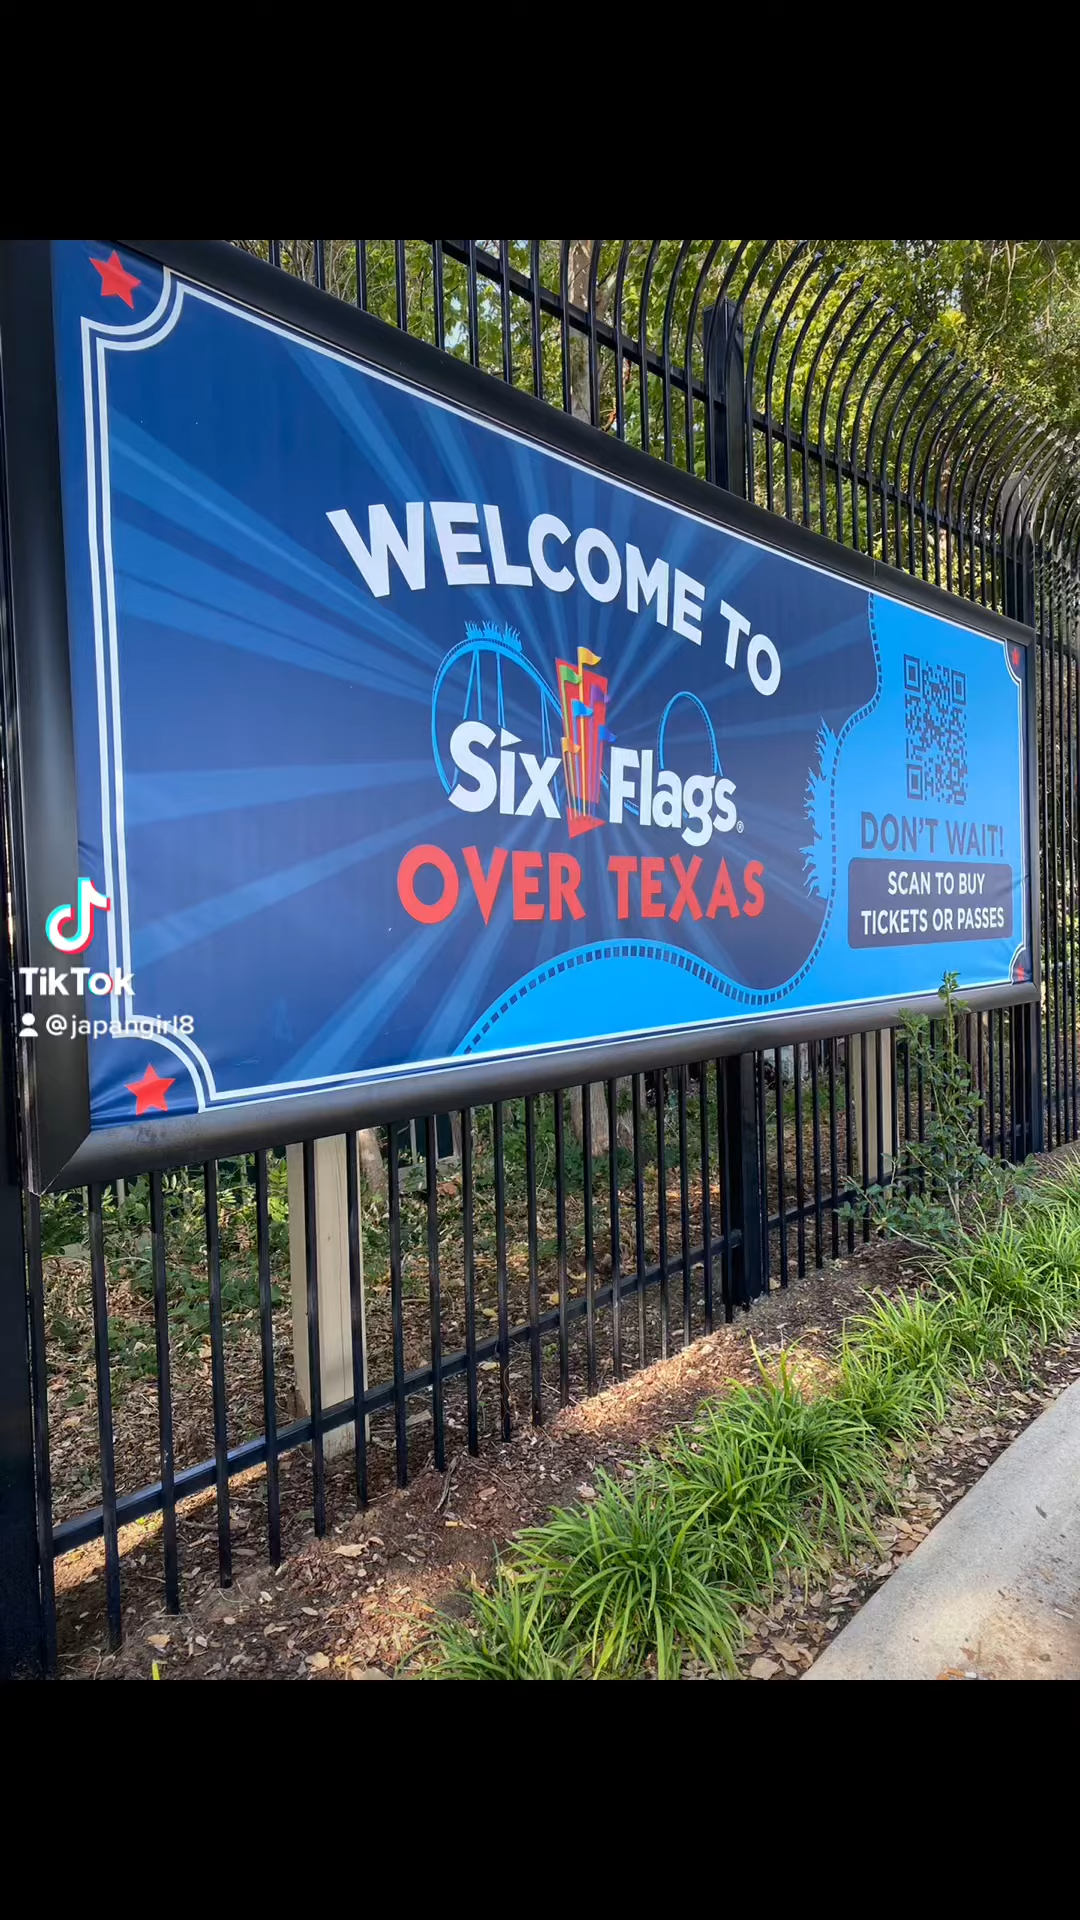 WELCOME TO
Six Flags®
OVER TEXAS
DON'T WAIT!
SCAN TO BUY
TICKETS OR PASSES
TikTok
@japangirl8